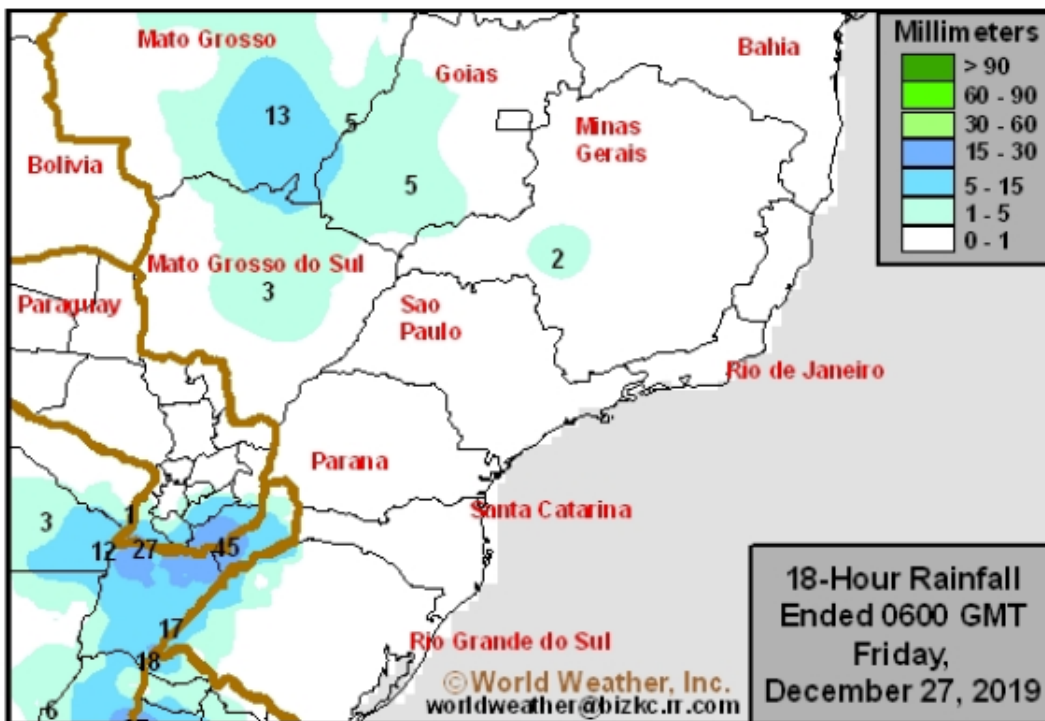 Mato Grosso
Goias
Bahia
Millimeters
> 90
60 - 90
30 - 60
15 - 30
5 - 15
1 - 5
0 - 1
13
5
Minas
Gerais
Bolivia
5
2
Mato Grosso do Sul
3
Paraguay
Sao
Paulo
Rio de Janeiro
Parana
Santa Catarina
3
1
12
27
45
17
18
Rio Grande do Sul
6
©World Weather, Inc.
worldweather@bizkc.rr.com
18-Hour Rainfall
Ended 0600 GMT
Friday,
December 27, 2019